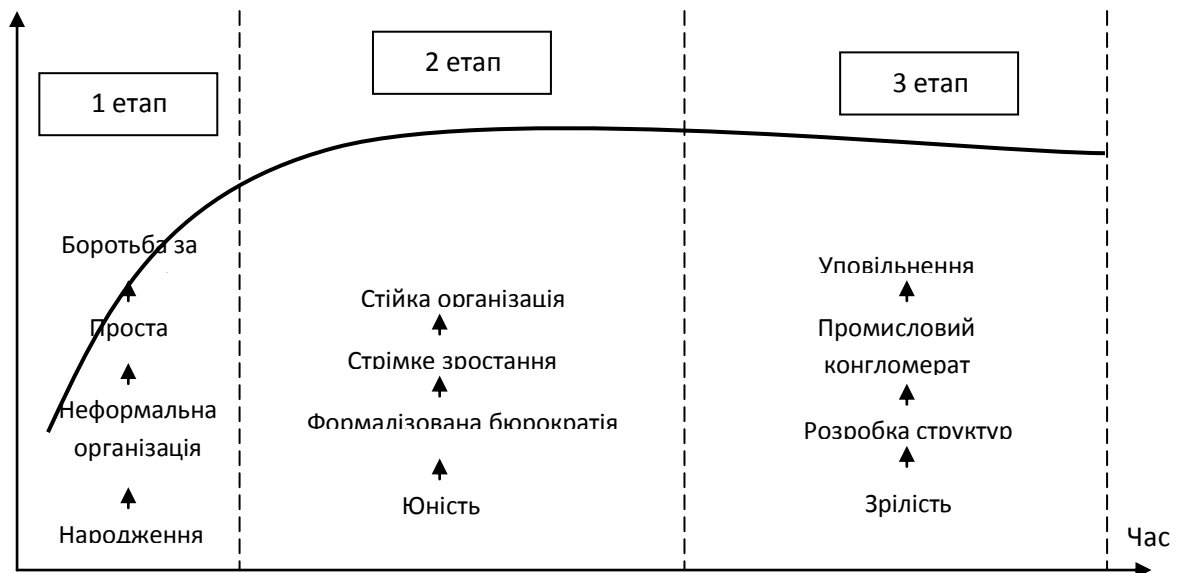 1 етап
2 етап
3 етап
Боротьба за
Проста
Неформальна
організація
Народження
Стійка організація
Стрімке зростання
Формалізована бюрократія
Юність
Уповільнення
Промисловий
конгломерат
Розробка структур
Зрілість
Час